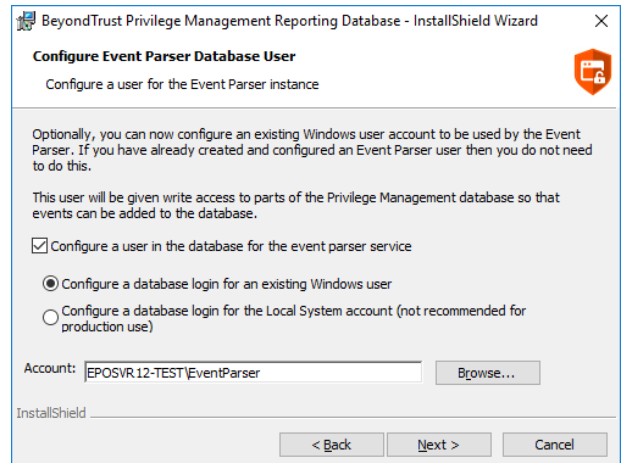 BeyondTrust Privilege Management Reporting Database - InstallShield Wizard
Configure Event Parser Database User
Configure a user for the Event Parser instance
Optionally, you can now configure an existing Windows user account to be used by the Event
Parser. If you have already created and configured an Event Parser user then you do not need
to do this.
This user will be given write access to parts of the Privilege Management database so that
events can be added to the database.
Configure a user in the database for the event parser service
Configure a database login for an existing Windows user
Configure a database login for the Local System account (not recommended for
production use)
Account: EPOSVR12-TEST\EventParser Browse...
InstallShield
< Back Next > Cancel